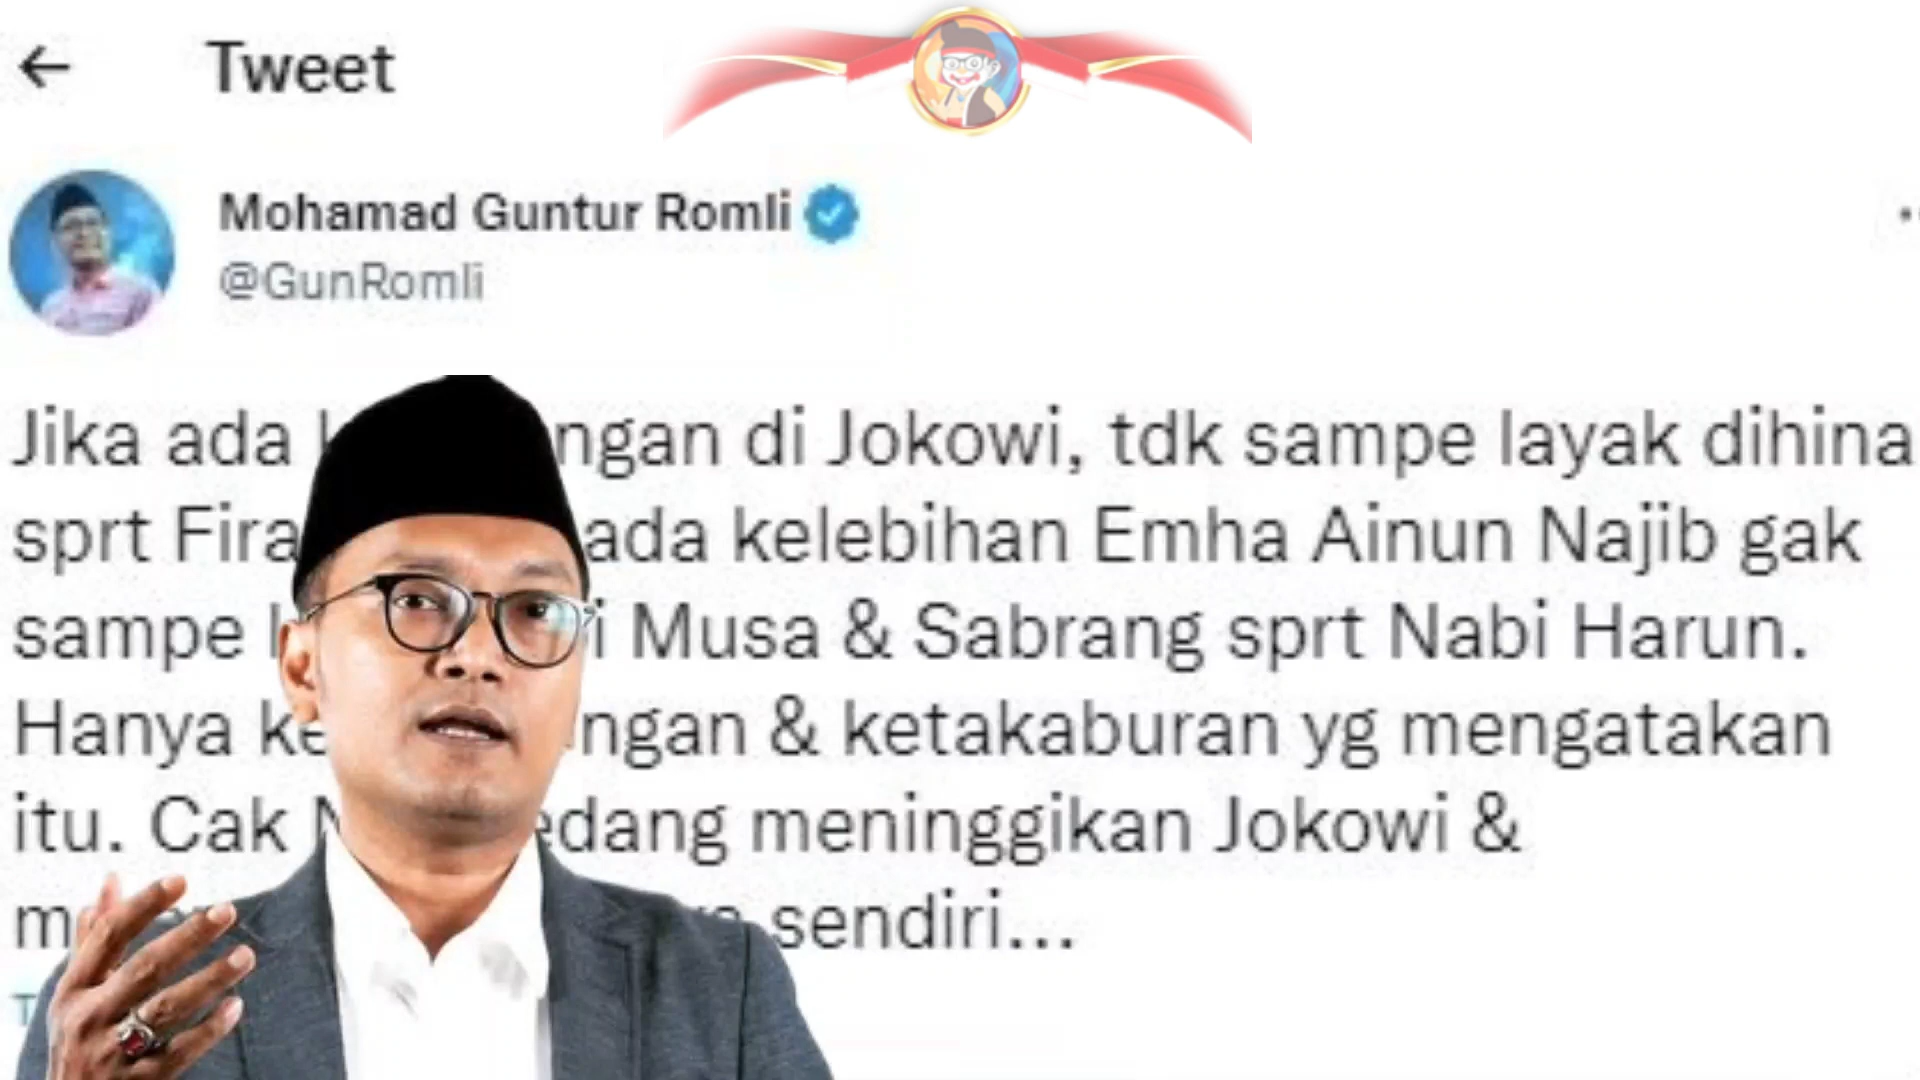 Tweet
Mohamad Guntur Romli
@GunRomli
Jika ada ngan di Jokowi, tdk sampe layak dihina
sprt ada kelebihan Emha Ainun Najib gak
sampe Musa & Sabrang sprt Nabi Harun.
Hanya ngan & ketakaburan yg mengatakan
itu. Cak edang meninggikan Jokowi &
sendiri...